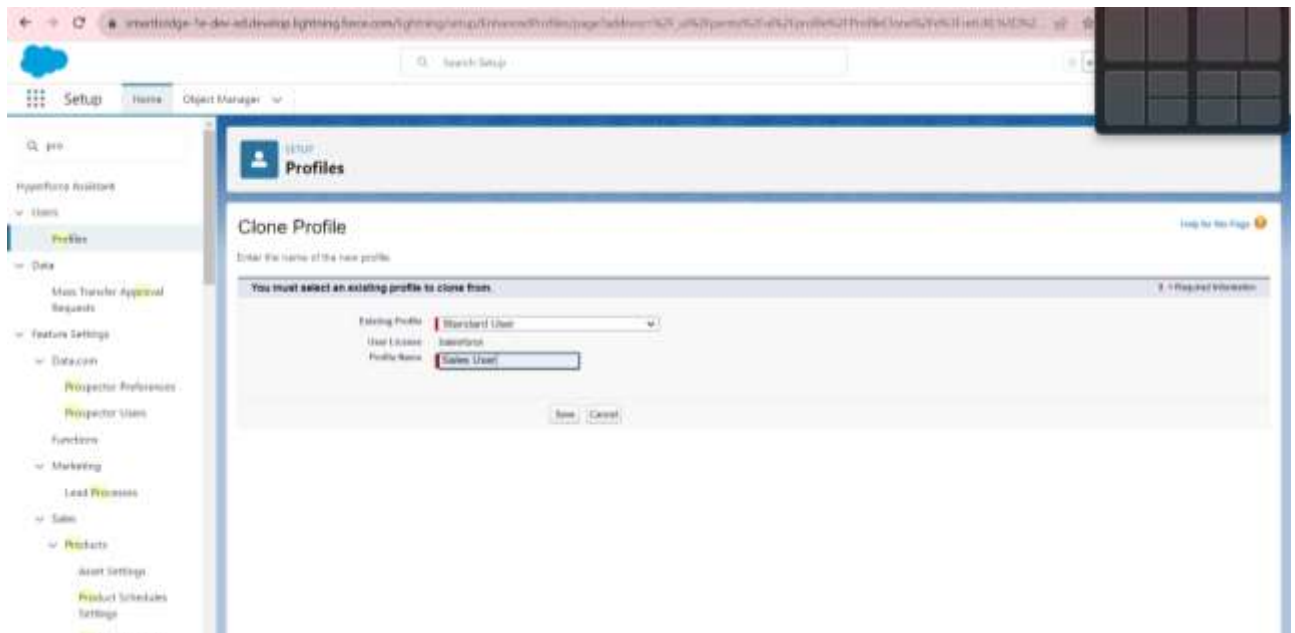 Search Setup
Setup
Home
Object Manager
pro
Hyperforce Assistant
Users
Profiles
Data
Mass Transfer Approval
Requests
Feature Settings
Data.com
Prospector Preferences
Prospector Users
Functions
Marketing
Lead Processes
Sales
Products
Asset Settings
Product Schedules
Settings
SETUP
Profiles
Clone Profile
Help for this Page
Enter the name of the new profile.
You must select an existing profile to clone from.
= Required Information
Existing Profile
Standard User
User License
Salesforce
Profile Name
Sales User
Save
Cancel